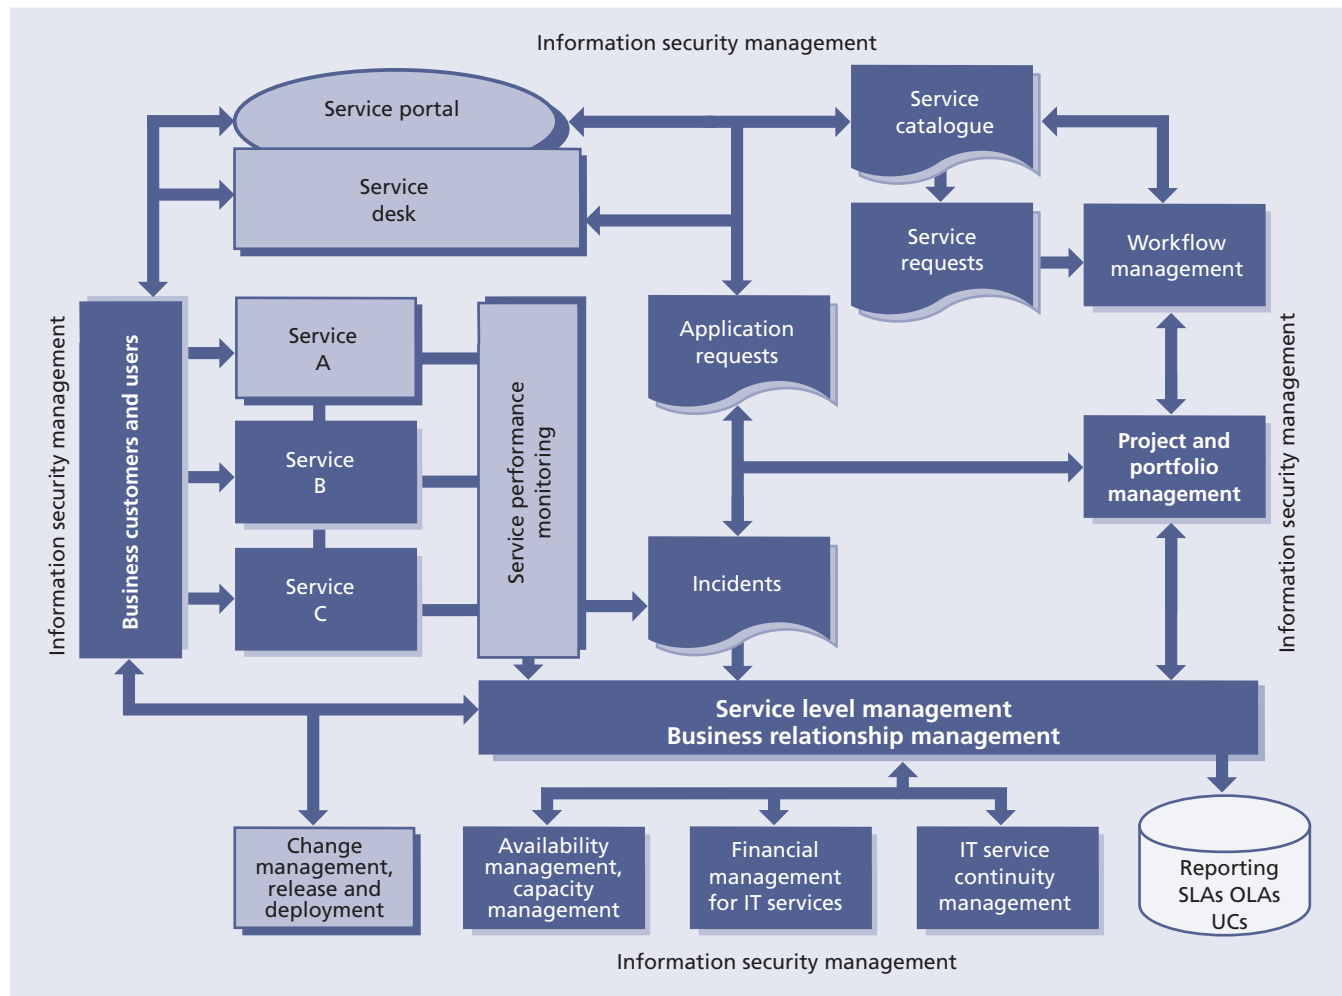 Information security management
Service portal
Service
catalogue
Service
desk
Service
requests
Workflow
management
Information security management
Business customers and users
Service
A
Service performance
monitoring
Application
requests
Information security management
Service
B
Project and
portfolio
management
Service
C
Incidents
Service level management
Business relationship management
Change
management,
release and
deployment
Availability
management,
capacity
management
Financial
management
for IT services
IT service
continuity
management
Reporting
SLAs OLAs
UCs
Information security management